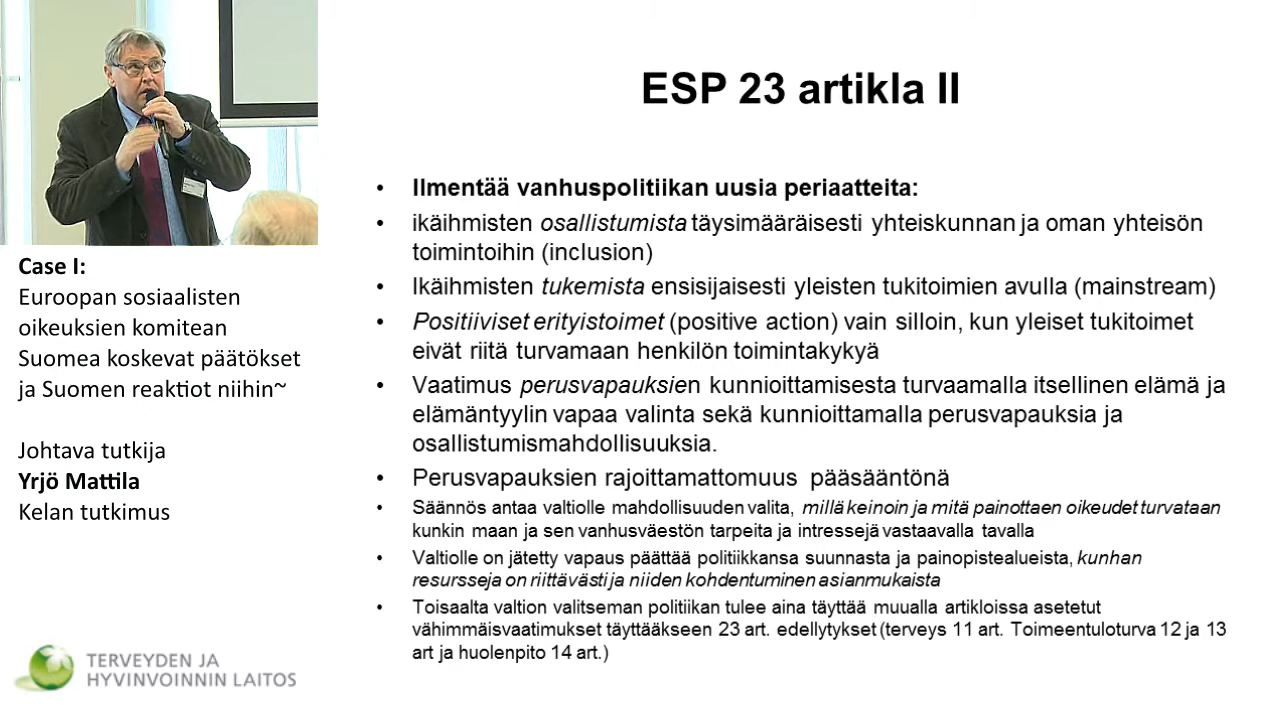 ESP 23 artikla II
Case I:
Euroopan sosiaalisten
oikeuksien komitean
Suomea koskevat päätökset
ja Suomen reaktiot niihin~
Johtava tutkija
Yrjö Mattila
Kelan tutkimus
• Ilmentää vanhuspolitiikan uusia periaatteita:
• ikäihmisten osallistumista täysimääräisesti yhteiskunnan ja oman yhteisön
toimintoihin (inclusion)
• Ikäihmisten tukemista ensisijaisesti yleisten tukitoimien avulla (mainstream)
• Positiiviset erityistoimet (positive action) vain silloin, kun yleiset tukitoimet
eivät riitä turvamaan henkilön toimintakykyä
• Vaatimus perusvapauksien kunnioittamisesta turvaamalla itsellinen elämä ja
elämäntyylin vapaa valinta sekä kunnioittamalla perusvapauksia ja
osallistumismahdollisuuksia.
• Perusvapauksien rajoittamattomuus pääsääntönä
• Säännös antaa valtiolle mahdollisuuden valita, millä keinoin ja mitä painottaen oikeudet turvataan
kunkin maan ja sen vanhusväestön tarpeita ja intressejä vastaavalla tavalla
• Valtiolle on jätetty vapaus päättää politiikkansa suunnasta ja painopistealueista, kunhan
resursseja on riittävästi ja niiden kohdentuminen asianmukaista
• Toisaalta valtion valitseman politiikan tulee aina täyttää muualla artikloissa asetetut
vähimmäisvaatimukset täyttääkseen 23 art. edellytykset (terveys 11 art. Toimeentuloturva 12 ja 13
art ja huolenpito 14 art.)
TERVEYDEN JA
HYVINVOINNIN LAITOS